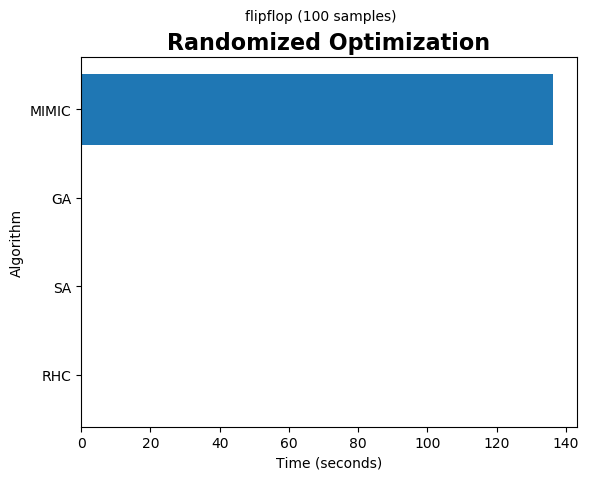 flipflop (100 samples)
Randomized Optimization
MIMIC
GA
SA
RHC
Algorithm
0 20 40 60 80 100 120 140
Time (seconds)